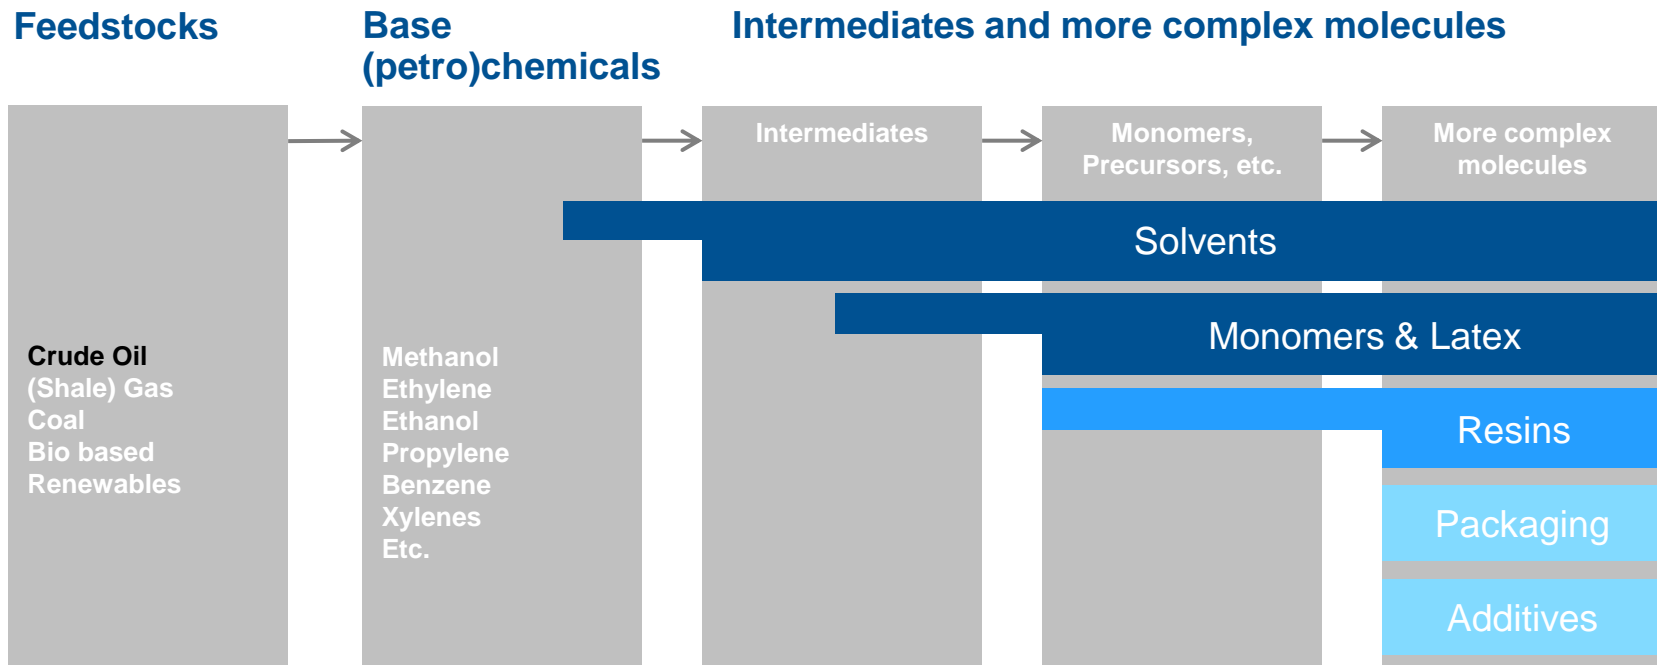 Feedstocks
Base
(petro)chemicals
Intermediates and more complex molecules
Intermediates
Monomers,
Precursors, etc.
More complex
molecules
Solvents
Monomers & Latex
Crude Oil
(Shale) Gas
Coal
Bio based
Renewables
Methanol
Ethylene
Ethanol
Propylene
Benzene
Xylenes
Etc.
Resins
Packaging
Additives